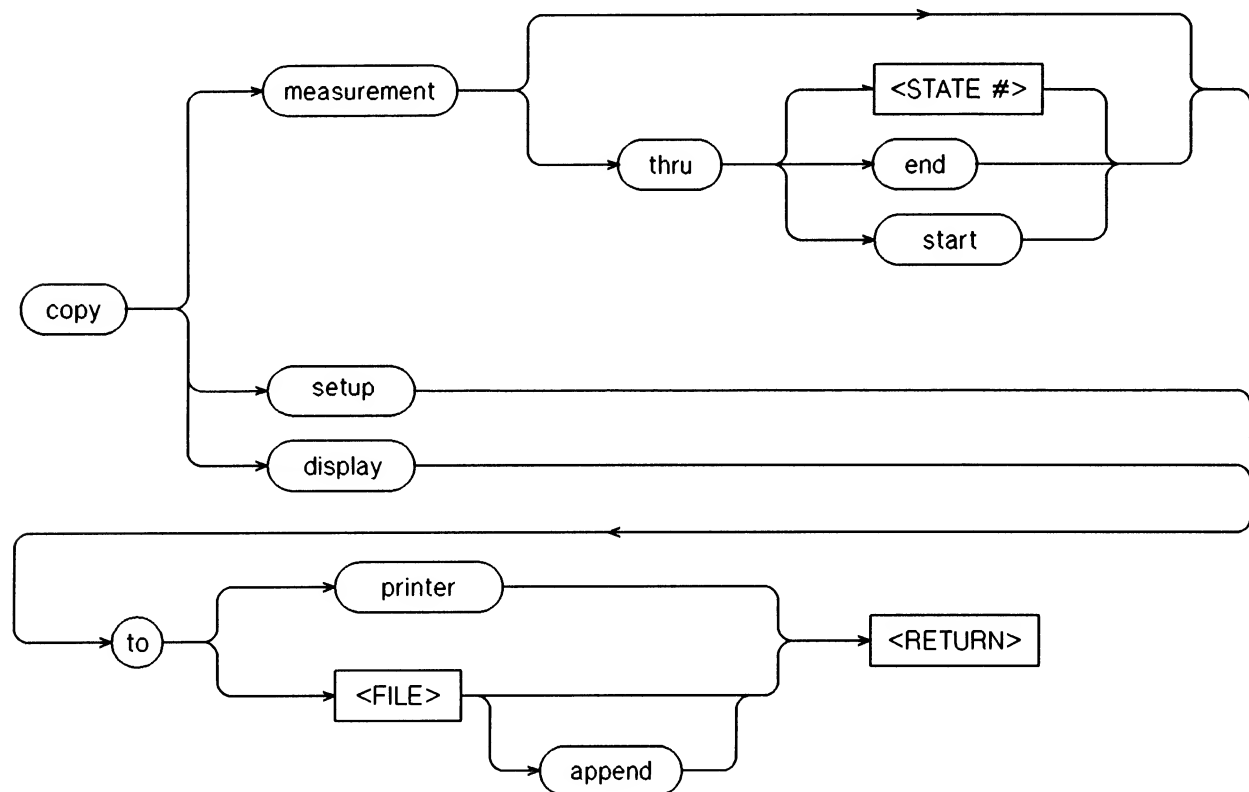 measurement
<STATE #>
thru
end
start
copy
setup
display
printer
to
<RETURN>
<FILE>
append